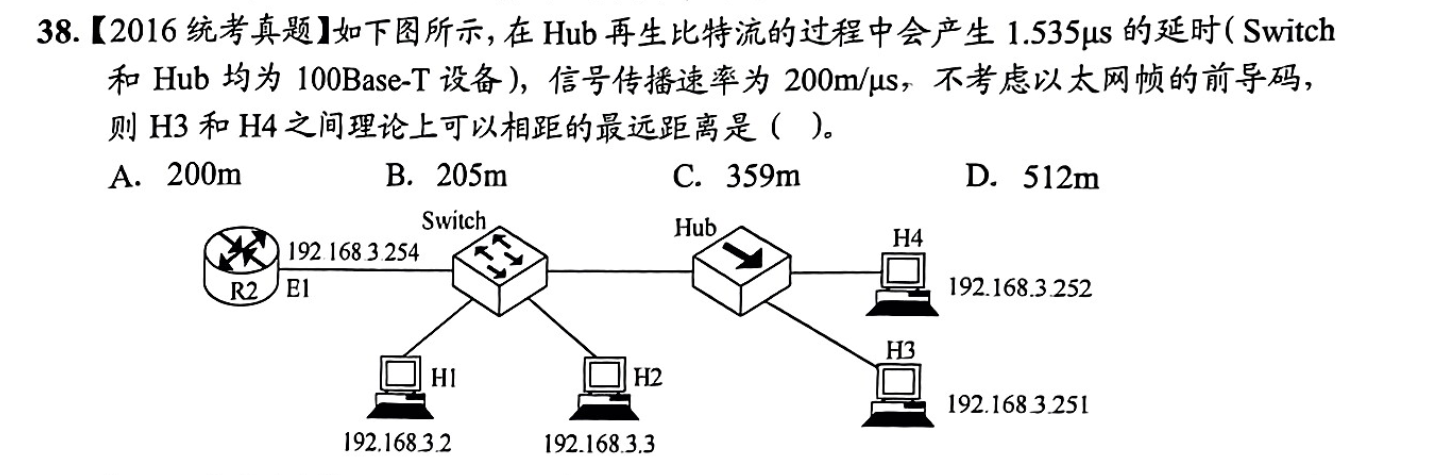 38.【2016 统考真题】如下图所示，在 Hub 再生比特流的过程中会产生 1.535μs 的延时( Switch
和 Hub 均为 100Base-T 设备)，信号传播速率为 200m/μs，不考虑以太网帧的前导码，
则 H3 和 H4 之间理论上可以相距的最远距离是 (   )。
A. 200m B. 205m C. 359m D. 512m
Switch
Hub
H4
192.168.3.254
R2 E1
192.168.3.252
H3
H1
H2
192.168.3.251
192.168.3.2 192.168.3.3